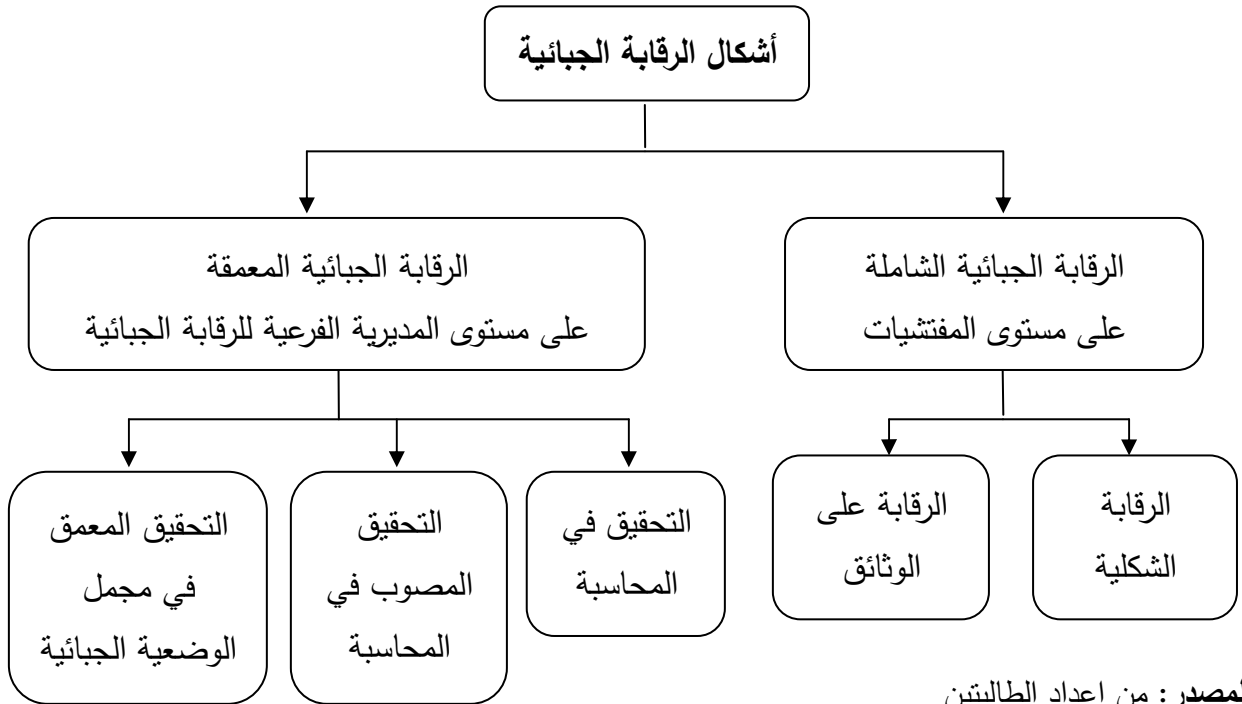 أشكال الرقابة الجبائية
الرقابة الجبائية الشاملة
على مستوى المفتشيات
الرقابة الجبائية المعمقة
على مستوى المديرية الفرعية للرقابة الجبائية
الرقابة
الشكلية
الرقابة على
الوثائق
التحقيق في
المحاسبة
التحقيق
المصوب في
المحاسبة
التحقيق المعمق
في مجمل
الوضعية الجبائية
لمصدر: من اعداد الطالبتين